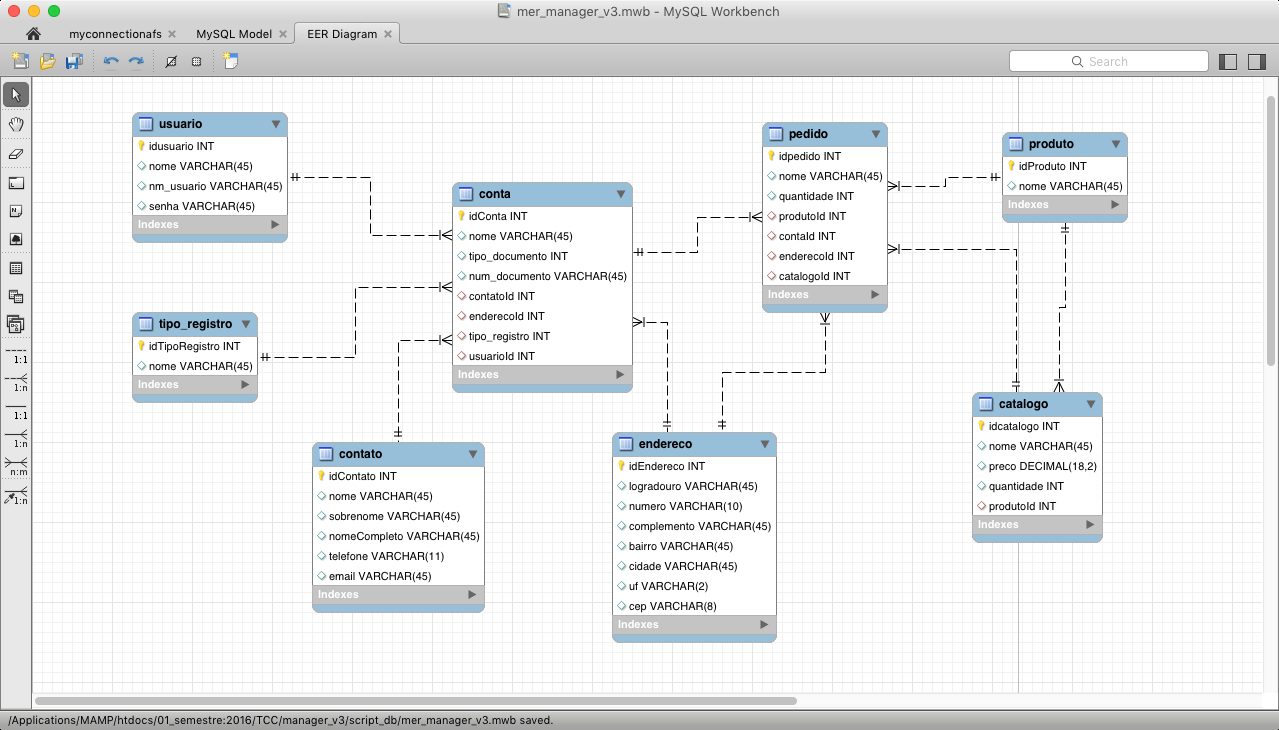 mer_manager_v3.mwb - MySQL Workbench
myconnectionafs
MySQL Model
EER Diagram
Search
1:1
1:n
1:1
1:n
n:m
1:n
usuario
idusuario INT
nome VARCHAR(45)
nm_usuario VARCHAR(45)
senha VARCHAR(45)
Indexes
tipo_registro
idTipoRegistro INT
nome VARCHAR(45)
Indexes
conta
idConta INT
nome VARCHAR(45)
tipo_documento INT
num_documento VARCHAR(45)
contatoId INT
enderecoId INT
tipo_registro INT
usuarioId INT
Indexes
contato
idContato INT
nome VARCHAR(45)
sobrenome VARCHAR(45)
nomeCompleto VARCHAR(45)
telefone VARCHAR(11)
email VARCHAR(45)
Indexes
pedido
idpedido INT
nome VARCHAR(45)
quantidade INT
produtoId INT
contaId INT
enderecoId INT
catalogoId INT
Indexes
endereco
idEndereco INT
logradouro VARCHAR(45)
numero VARCHAR(10)
complemento VARCHAR(45)
bairro VARCHAR(45)
cidade VARCHAR(45)
uf VARCHAR(2)
cep VARCHAR(8)
Indexes
produto
idProduto INT
nome VARCHAR(45)
Indexes
catalogo
idcatalogo INT
nome VARCHAR(45)
preco DECIMAL(18,2)
quantidade INT
produtoId INT
Indexes
/Applications/MAMP/htdocs/01_semestre:2016/TCC/manager_v3/script_db/mer_manager_v3.mwb saved.